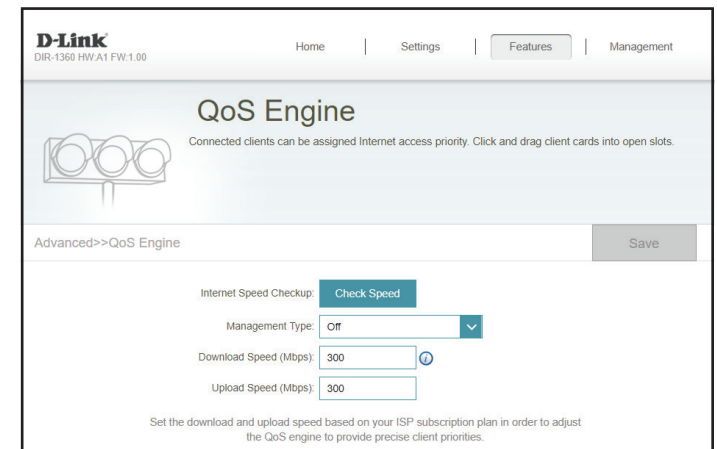 D-Link
DIR-1360 HW:A1 FW:1.00
Home | Settings | Features | Management
QoS Engine
Connected clients can be assigned Internet access priority. Click and drag client cards into open slots.
Advanced>>QoS Engine
Save
Internet Speed Checkup: Check Speed
Management Type: Off
Download Speed (Mbps): 300 i
Upload Speed (Mbps): 300
Set the download and upload speed based on your ISP subscription plan in order to adjust
the QoS engine to provide precise client priorities.